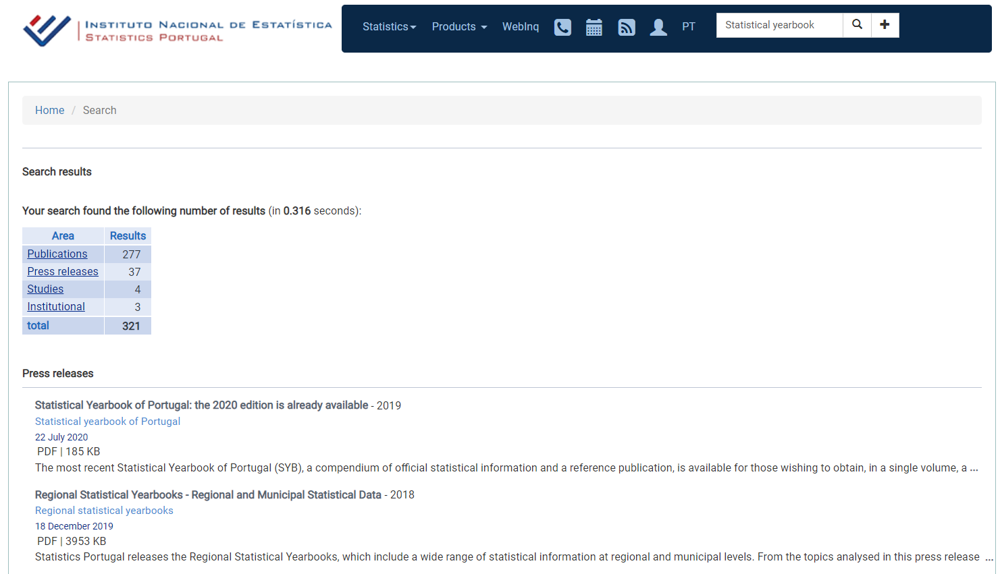 INSTITUTO NACIONAL DE ESTATÍSTICA
STATISTICS PORTUGAL
Statistics Products WebInq PT Statistical yearbook
Home / Search
Search results
Your search found the following number of results (in 0.316 seconds):
Area Results
Publications 277
Press releases 37
Studies 4
Institutional 3
total 321
Press releases
Statistical Yearbook of Portugal: the 2020 edition is already available - 2019
Statistical yearbook of Portugal
22 July 2020
PDF | 185 KB
The most recent Statistical Yearbook of Portugal (SYB), a compendium of official statistical information and a reference publication, is available for those wishing to obtain, in a single volume, a ...
Regional Statistical Yearbooks - Regional and Municipal Statistical Data - 2018
Regional statistical yearbooks
18 December 2019
PDF | 3953 KB
Statistics Portugal releases the Regional Statistical Yearbooks, which include a wide range of statistical information at regional and municipal levels. From the topics analysed in this press release ...